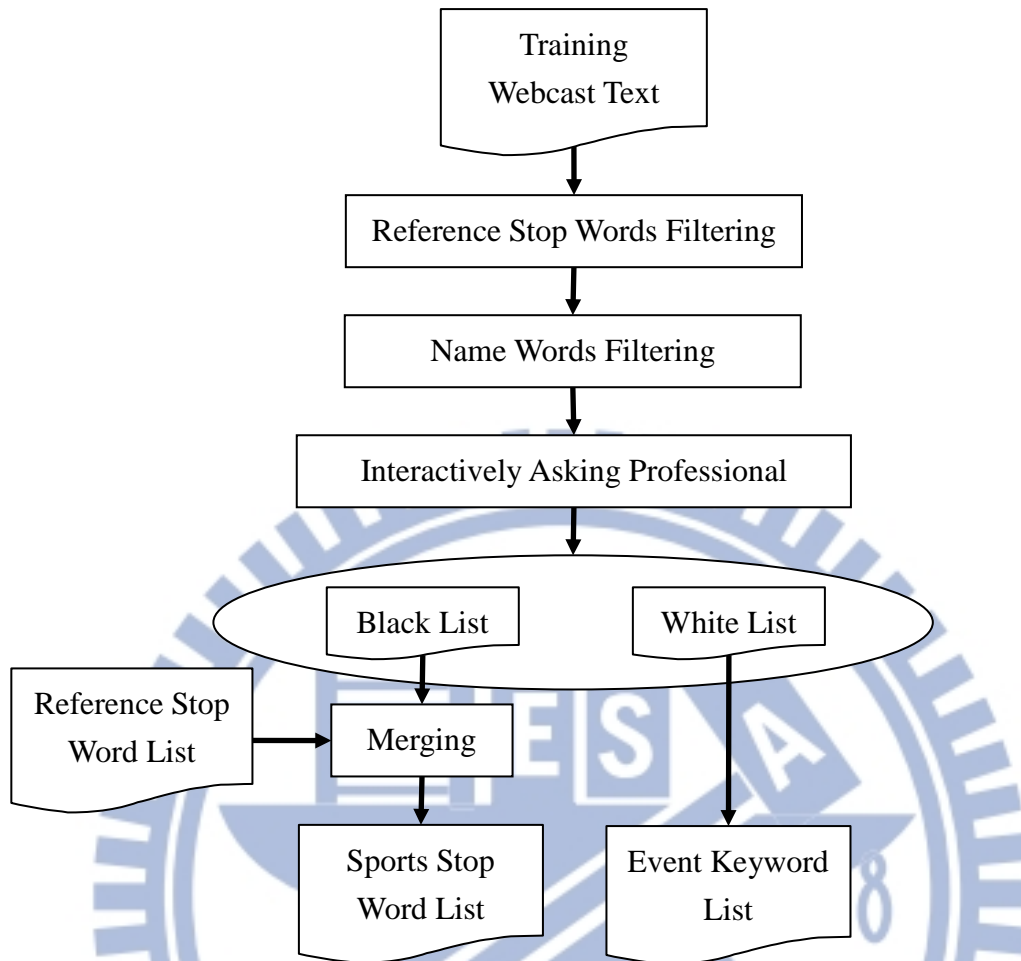 Training
Webcast Text
Reference Stop Words Filtering
Name Words Filtering
Interactively Asking Professional
Black List
White List
Reference Stop
Word List
Merging
Sports Stop
Word List
Event Keyword
List
E S A
8